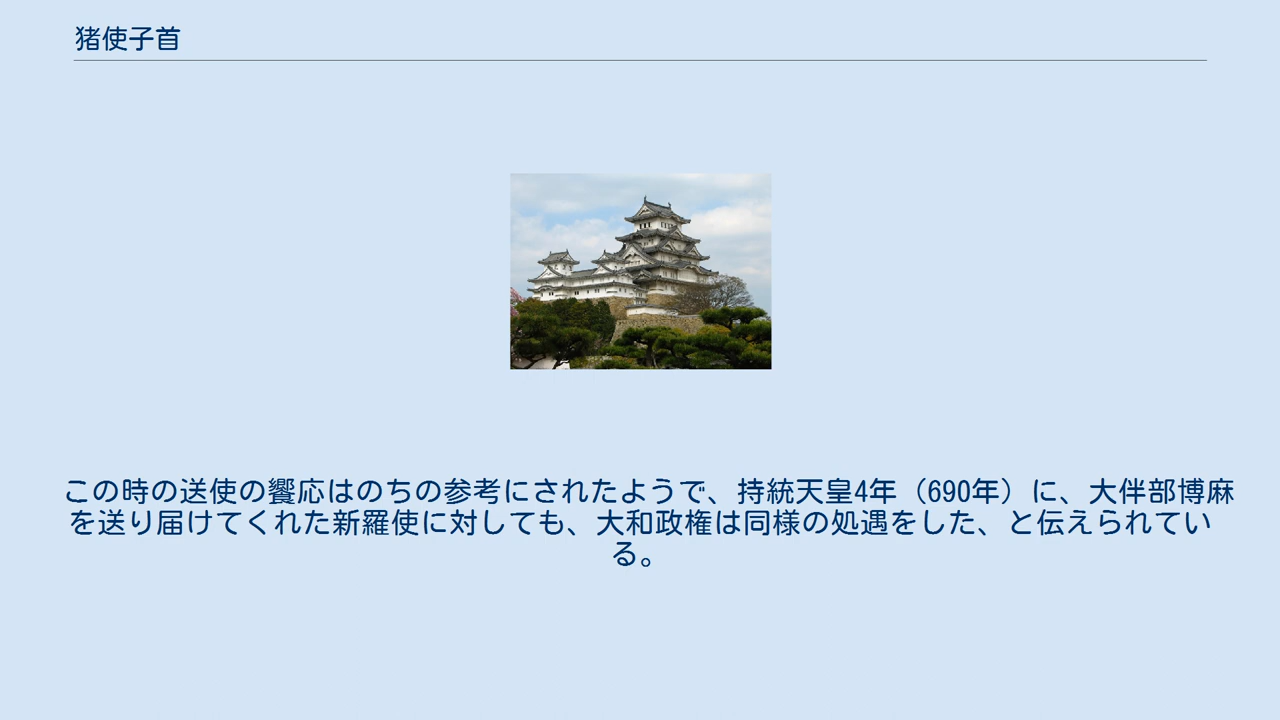 猪使子首
この時の送使の饗応はのちの参考にされたようで、持統天皇4年（690年）に、大伴部博麻
を送り届けてくれた新羅使に対しても、大和政権は同様の処遇をした、と伝えられてい
る。